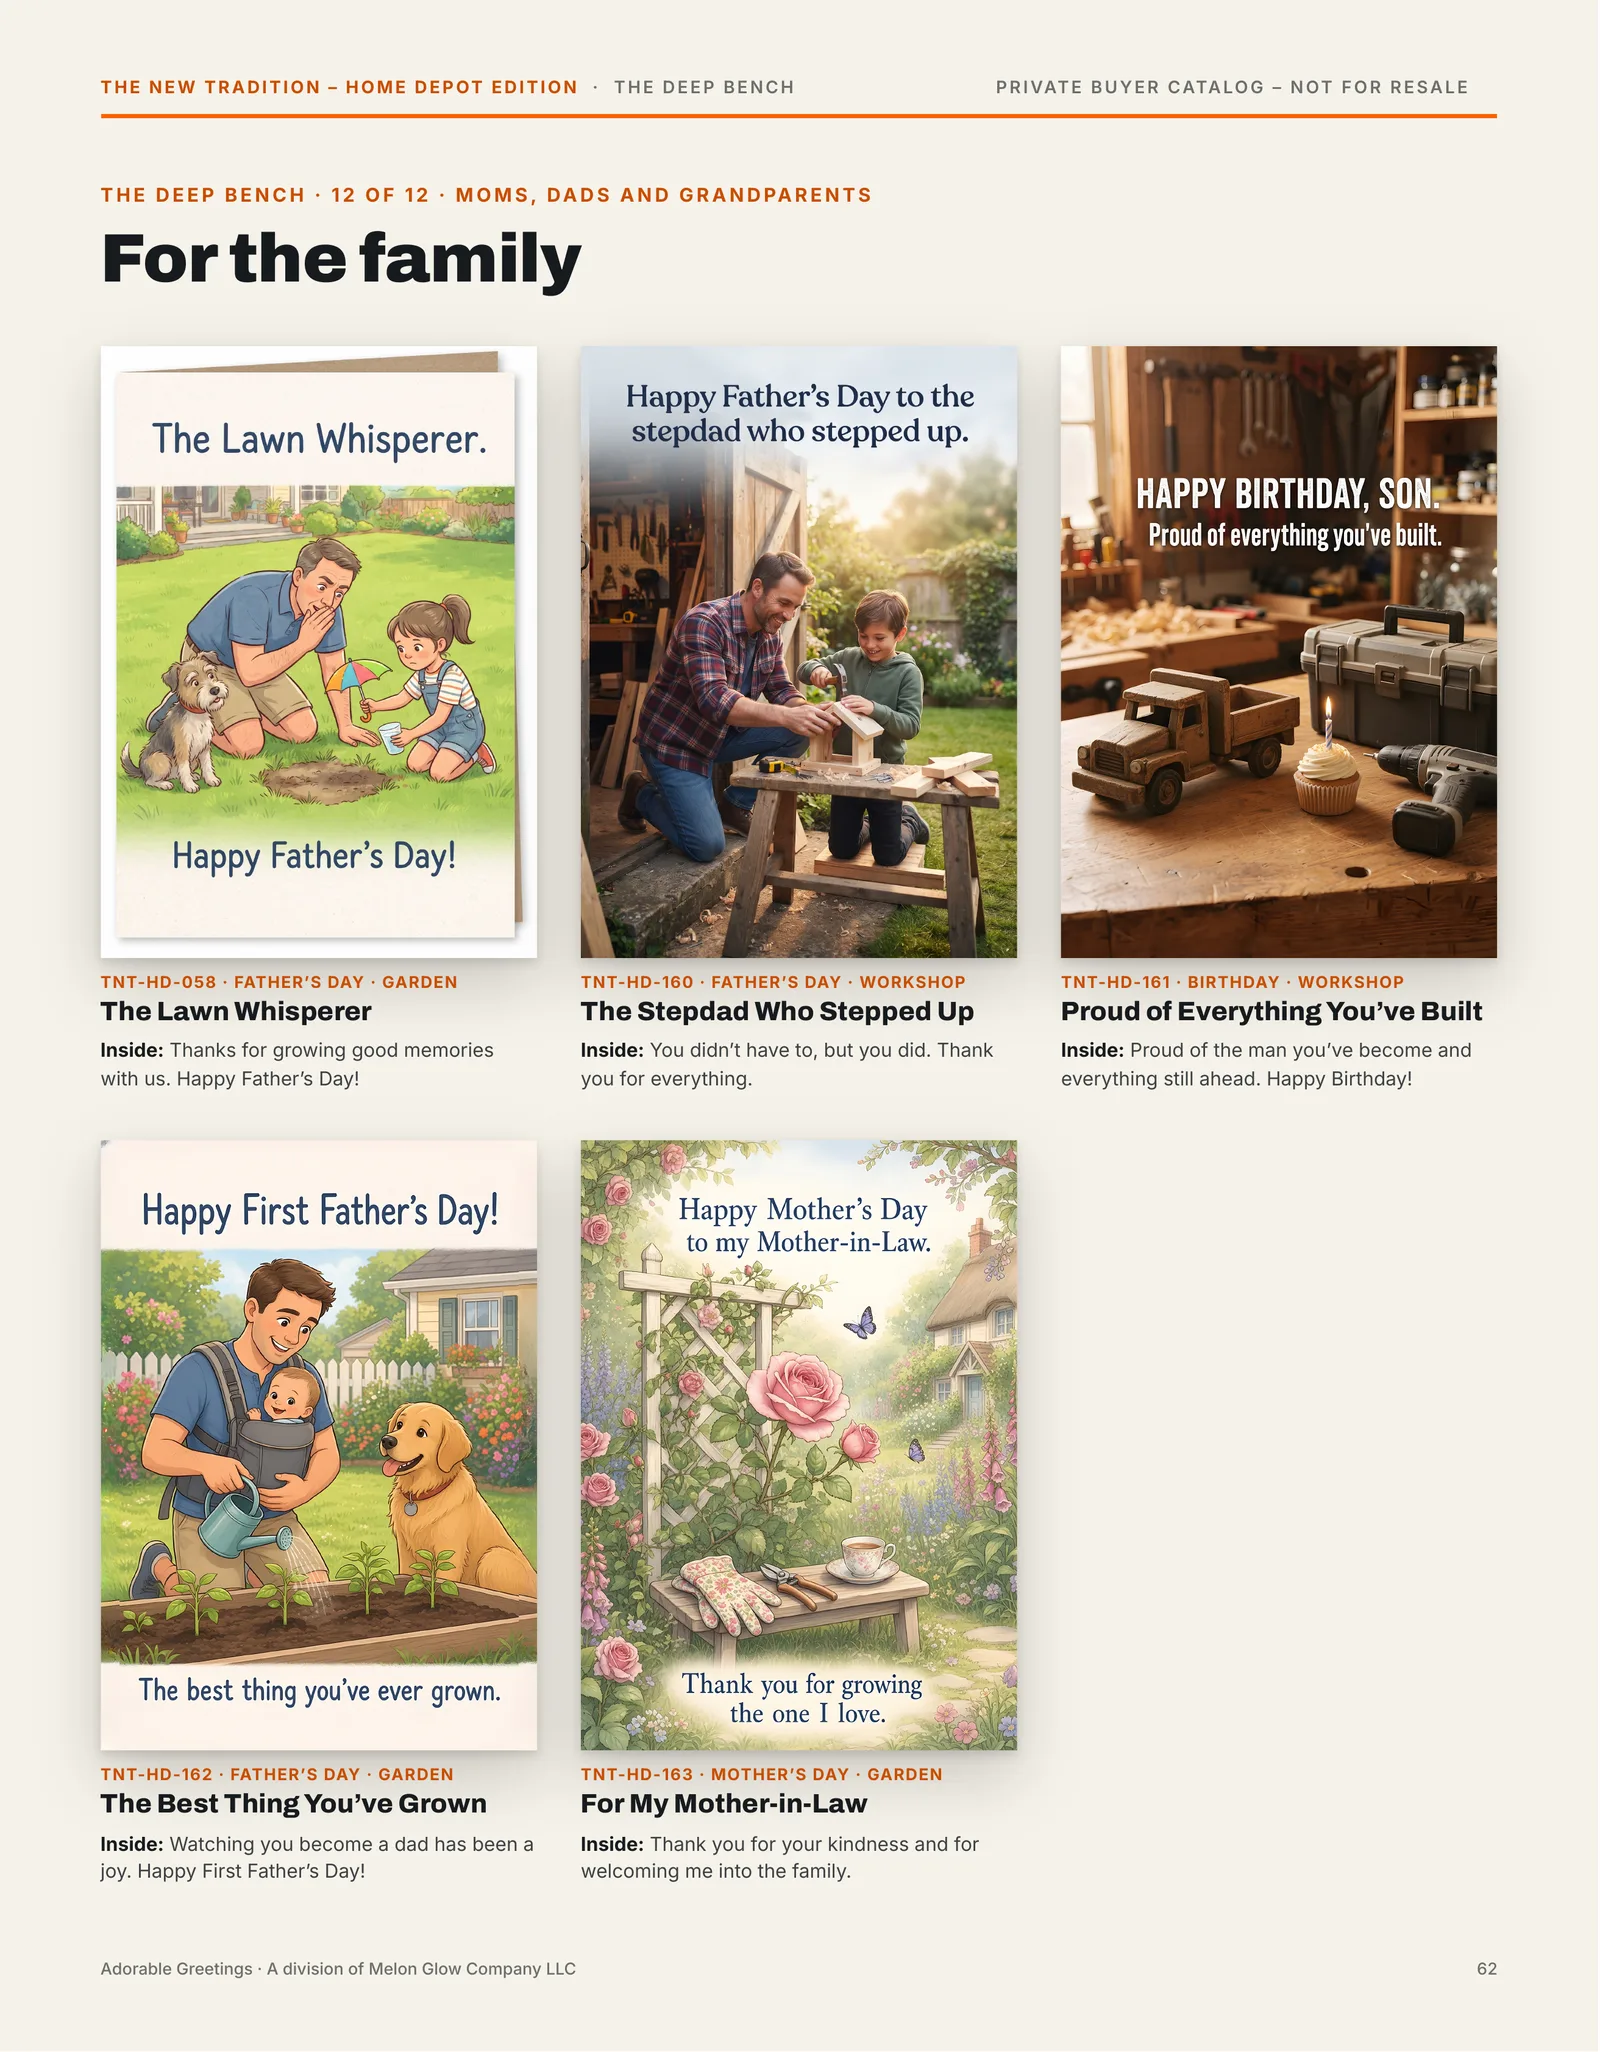 THE NEW TRADITION – HOME DEPOT EDITION · THE DEEP BENCH
PRIVATE BUYER CATALOG – NOT FOR RESALE
THE DEEP BENCH · 12 OF 12 · MOMS, DADS AND GRANDPARENTS
For the family
The Lawn Whisperer.
Happy Father’s Day!
TNT-HD-058 · FATHER’S DAY · GARDEN
The Lawn Whisperer
Inside: Thanks for growing good memories
with us. Happy Father’s Day!
Happy Father’s Day to the
stepdad who stepped up.
TNT-HD-160 · FATHER’S DAY · WORKSHOP
The Stepdad Who Stepped Up
Inside: You didn’t have to, but you did. Thank
you for everything.
HAPPY BIRTHDAY, SON.
Proud of everything you’ve built.
TNT-HD-161 · BIRTHDAY · WORKSHOP
Proud of Everything You’ve Built
Inside: Proud of the man you’ve become and
everything still ahead. Happy Birthday!
Happy First Father’s Day!
The best thing you’ve ever grown.
TNT-HD-162 · FATHER’S DAY · GARDEN
The Best Thing You’ve Grown
Inside: Watching you become a dad has been a
joy. Happy First Father’s Day!
Happy Mother’s Day
to my Mother-in-Law.
Thank you for growing
the one I love.
TNT-HD-163 · MOTHER’S DAY · GARDEN
For My Mother-in-Law
Inside: Thank you for your kindness and for
welcoming me into the family.
Adorable Greetings · A division of Melon Glow Company LLC
62